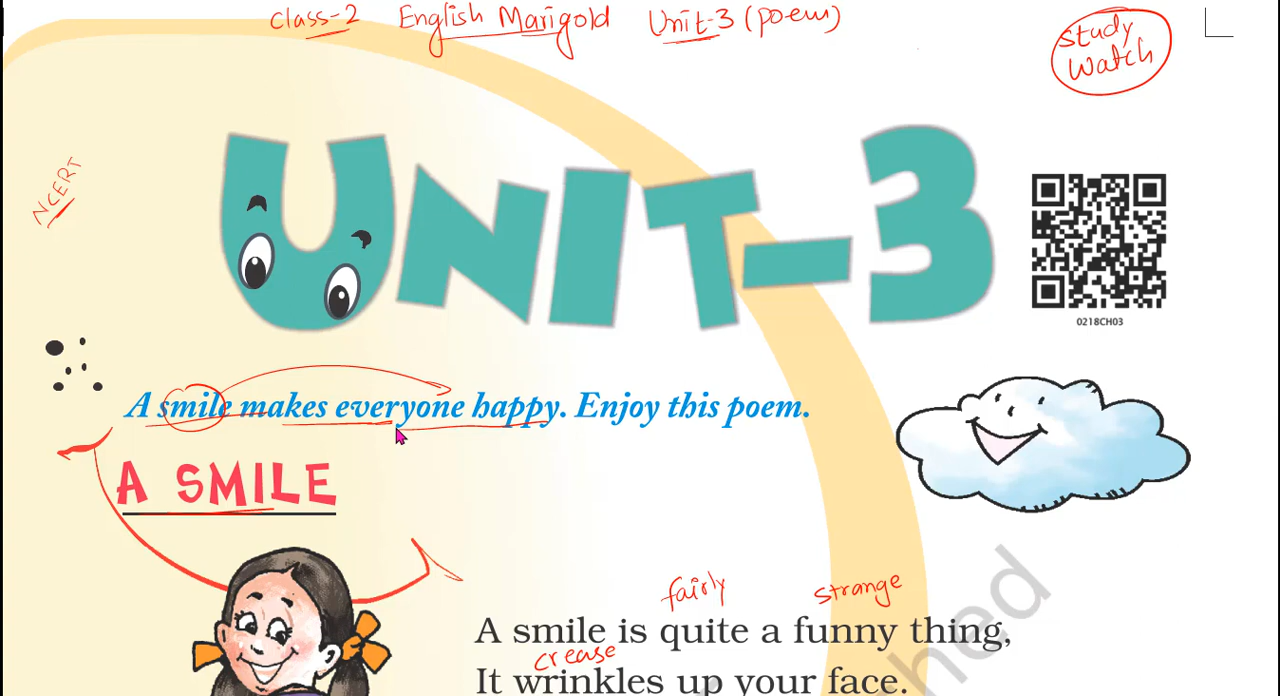 Class-2 English Marigold Unit-3 (poem)
Study
Watch
NCERT
UNIT-3
0218CH03
A smile makes everyone happy. Enjoy this poem.
A SMILE
fairly strange
A smile is quite a funny thing,
crease
It wrinkles up your face.
hed